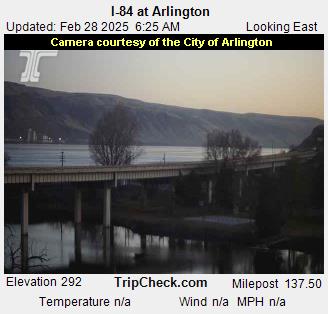 I-84 at Arlington
Updated: Feb 28 2025 6:25 AM Looking East
Camera courtesy of the City of Arlington
Elevation 292 TripCheck.com Milepost 137.50
Temperature n/a Wind n/a MPH n/a